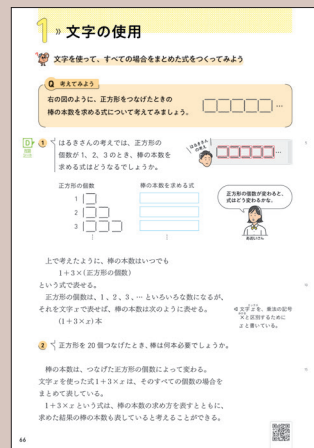 1 » 文字の使用
文字を使って、すべての場合をまとめた式をつくってみよう
Q 考えてみよう
右の図のように、正方形をつなげたときの
棒の本数を求める式について考えてみましょう。
…
1 はるきさんの考えでは、正方形の
個数が 1、2、3 のとき、棒の本数を
求める式はどうなるでしょうか。
はるきさんの考え
…
正方形の個数 棒の本数を求める式
1
2
3
⋮ ⋮
正方形の個数が変わると、
式はどう変わるかな。
上で考えたように、棒の本数はいつでも
1+3×(正方形の個数)
という式で表せる。
正方形の個数は、1、2、3、… といろいろな数になるが、
それを文字 x で表せば、棒の本数は次のように表せる。
(1+3×x) 本
文字 x を、乗法の記号
× と区別するために
x と書いている。
2 正方形を 20 個つなげたとき、棒は何本必要でしょうか。
棒の本数は、つなげた正方形の個数によって変わる。
文字 x を使った式 1+3×x は、そのすべての個数の場合を
まとめて表している。
1+3×x という式は、棒の本数の求め方を表すとともに、
求めた結果の棒の本数も表していると考えることができる。
66